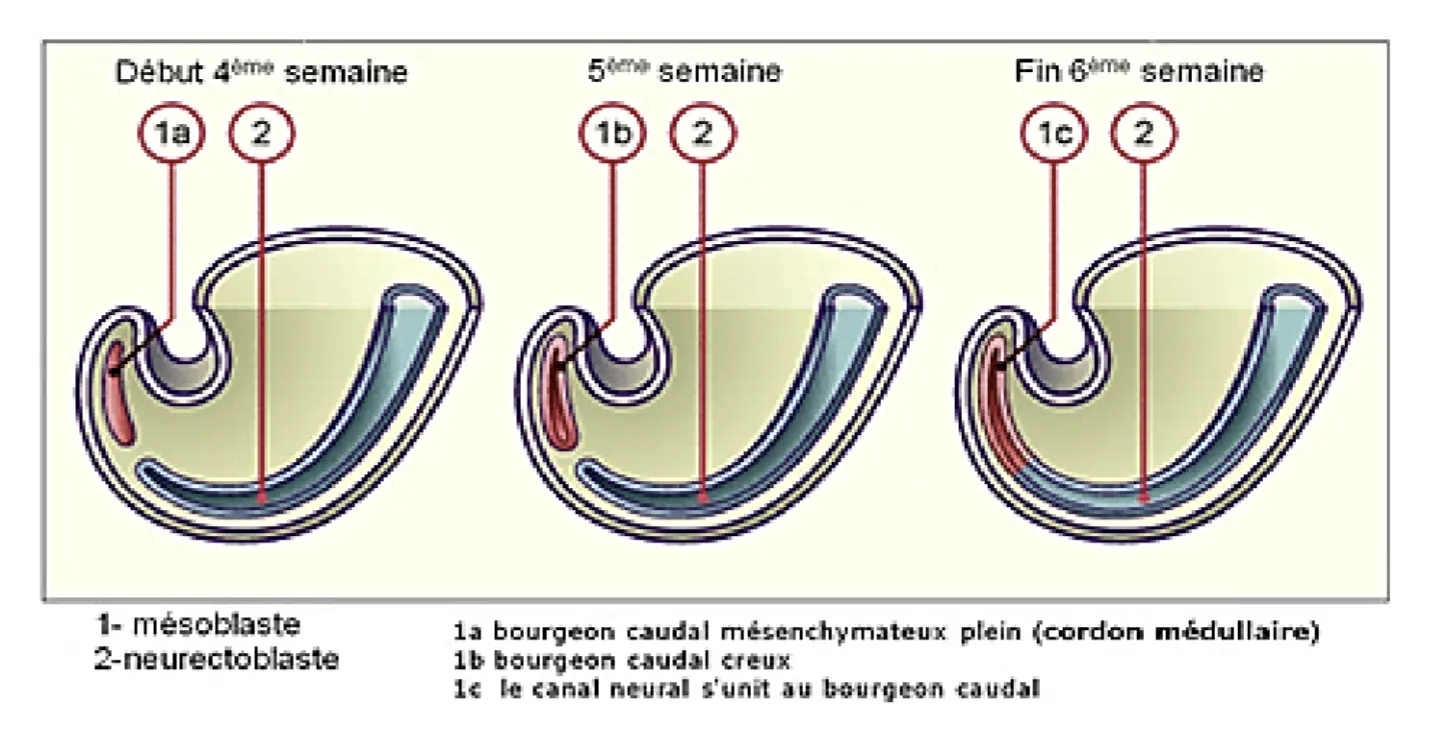 Début 4ème semaine
5ème semaine
Fin 6ème semaine
1a
2
1b
2
1c
2
1- mésoblaste
2-neurectoblaste
1a bourgeon caudal mésenchymateux plein (cordon médullaire)
1b bourgeon caudal creux
1c le canal neural s'unit au bourgeon caudal